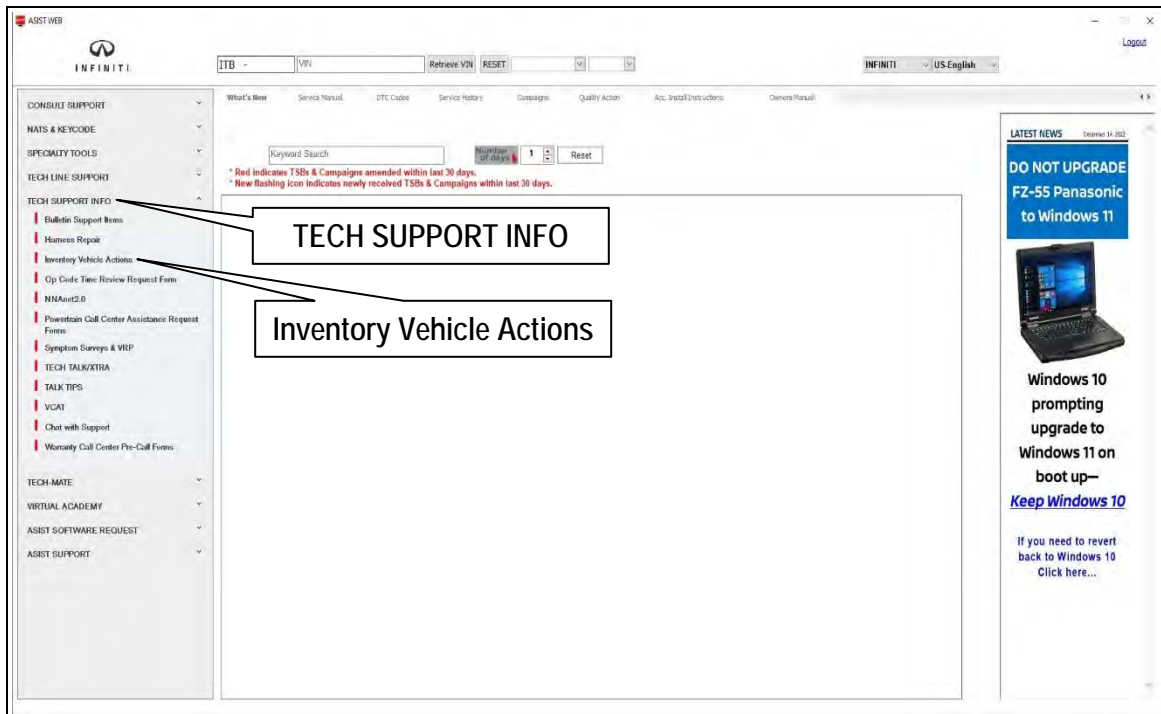 ASIST WEB
Logout
INFINITI
ITB -
VIN
Retrieve VIN
RESET
INFINITI
US-English
CONSULT SUPPORT
NATS & KEYCODE
SPECIALTY TOOLS
TECH LINE SUPPORT
TECH SUPPORT INFO
Bulletin Support Items
Harness Repair
Inventory Vehicle Actions
Op Code Time Review Request Form
NNAnet2.0
Powertrain Call Center Assistance Request
Forms
Symptom Surveys & VRP
TECH TALK/XTRA
TALK TIPS
VCAT
Chat with Support
Warranty Call Center Pre-Call Forms
TECH-MATE
VIRTUAL ACADEMY
ASIST SOFTWARE REQUEST
ASIST SUPPORT
What's New
Service Manual
DTC Codes
Service History
Campaigns
Quality Action
Acc. Install Instructions
Owners Manual
Keyword Search
Number
of days
1
Reset
* Red indicates TSBs & Campaigns amended within last 30 days.
* New flashing icon indicates newly received TSBs & Campaigns within last 30 days.
TECH SUPPORT INFO
Inventory Vehicle Actions
LATEST NEWS
December 14, 2022
DO NOT UPGRADE
FZ-55 Panasonic
to Windows 11
Windows 10
prompting
upgrade to
Windows 11 on
boot up—
Keep Windows 10
If you need to revert
back to Windows 10
Click here...